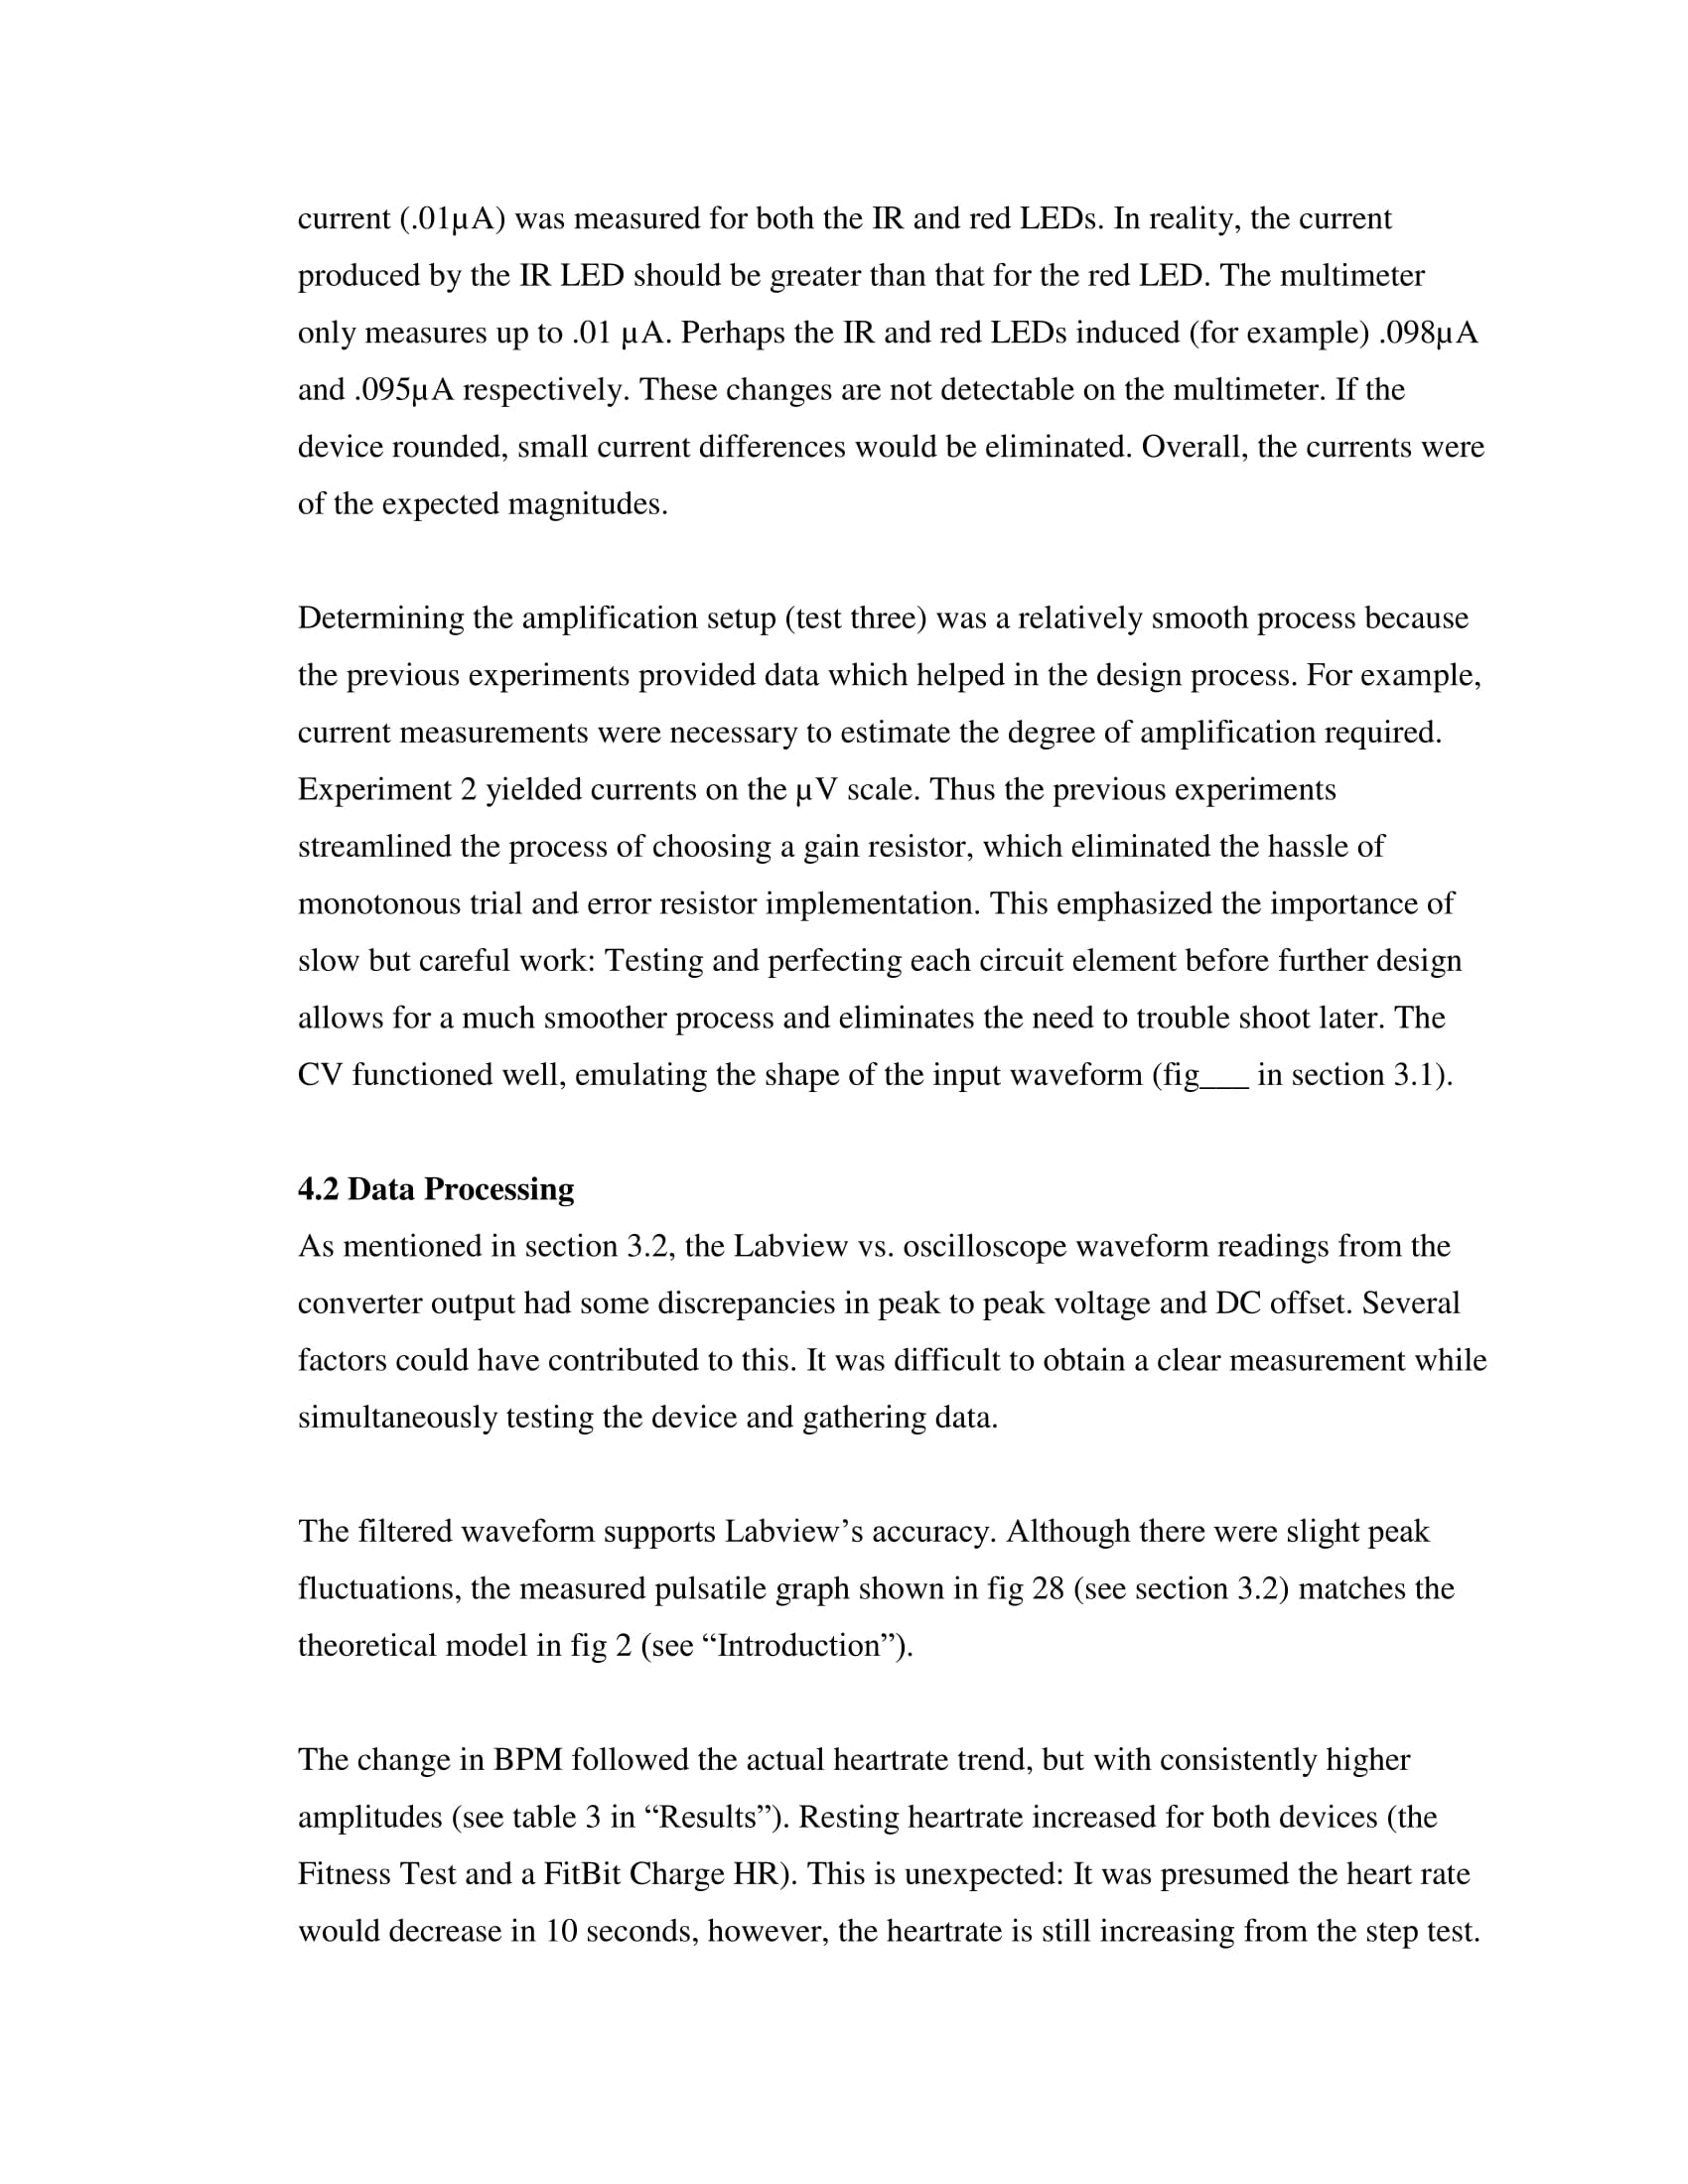 current (.01µA) was measured for both the IR and red LEDs. In reality, the current
produced by the IR LED should be greater than that for the red LED. The multimeter
only measures up to .01 µA. Perhaps the IR and red LEDs induced (for example) .098µA
and .095µA respectively. These changes are not detectable on the multimeter. If the
device rounded, small current differences would be eliminated. Overall, the currents were
of the expected magnitudes.
Determining the amplification setup (test three) was a relatively smooth process because
the previous experiments provided data which helped in the design process. For example,
current measurements were necessary to estimate the degree of amplification required.
Experiment 2 yielded currents on the µV scale. Thus the previous experiments
streamlined the process of choosing a gain resistor, which eliminated the hassle of
monotonous trial and error resistor implementation. This emphasized the importance of
slow but careful work: Testing and perfecting each circuit element before further design
allows for a much smoother process and eliminates the need to trouble shoot later. The
CV functioned well, emulating the shape of the input waveform (fig___ in section 3.1).
4.2 Data Processing
As mentioned in section 3.2, the Labview vs. oscilloscope waveform readings from the
converter output had some discrepancies in peak to peak voltage and DC offset. Several
factors could have contributed to this. It was difficult to obtain a clear measurement while
simultaneously testing the device and gathering data.
The filtered waveform supports Labview’s accuracy. Although there were slight peak
fluctuations, the measured pulsatile graph shown in fig 28 (see section 3.2) matches the
theoretical model in fig 2 (see “Introduction”).
The change in BPM followed the actual heartrate trend, but with consistently higher
amplitudes (see table 3 in “Results”). Resting heartrate increased for both devices (the
Fitness Test and a FitBit Charge HR). This is unexpected: It was presumed the heart rate
would decrease in 10 seconds, however, the heartrate is still increasing from the step test.